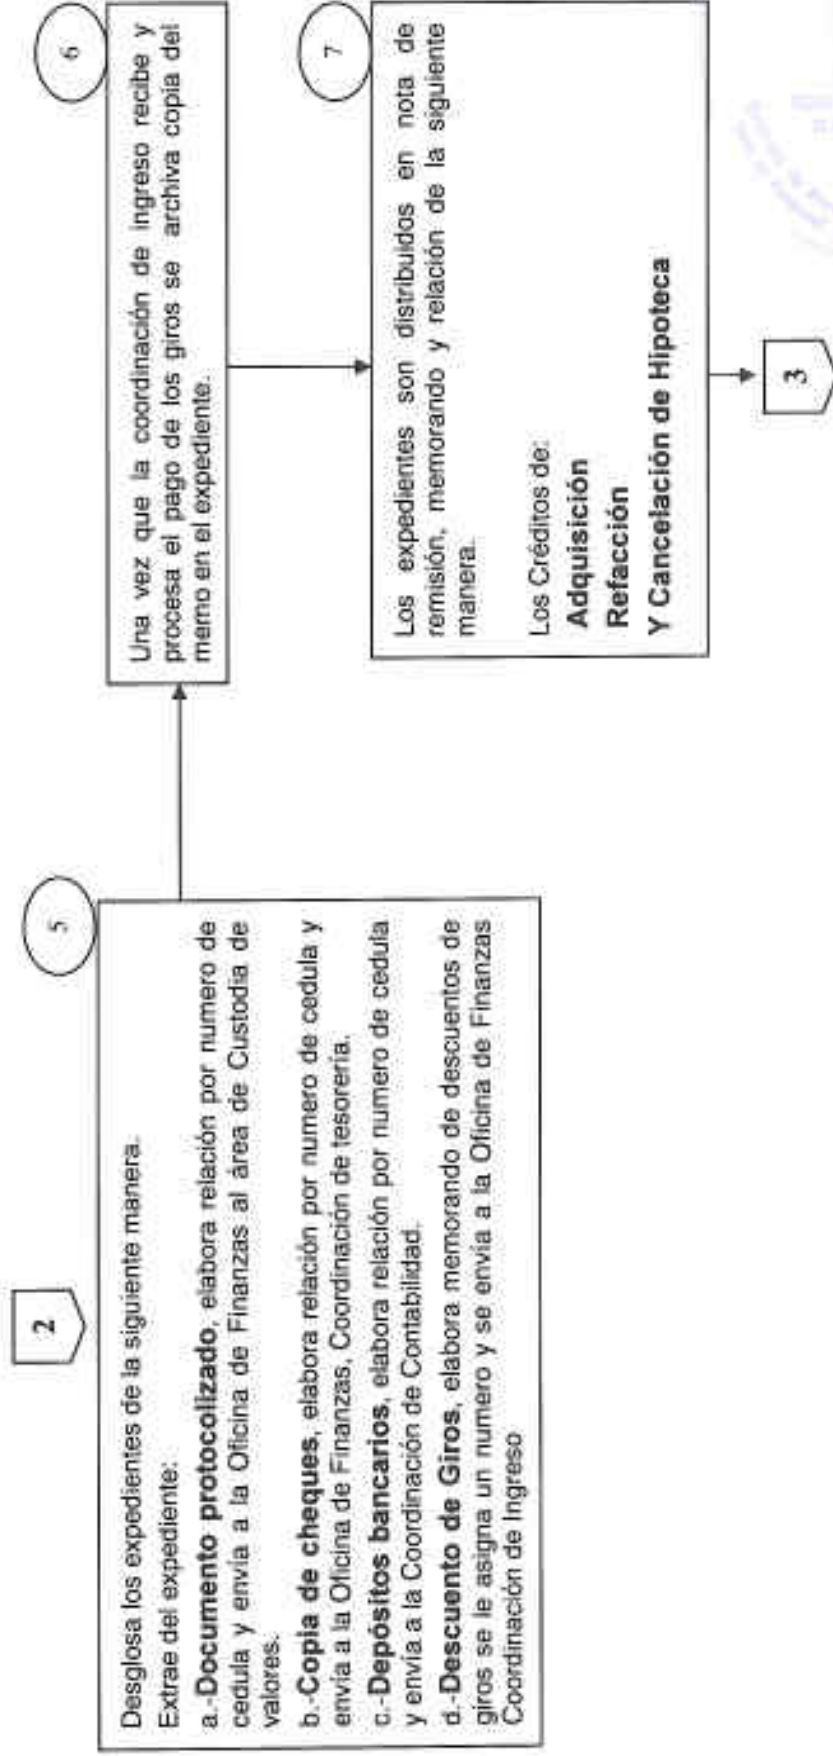 2
5
Desglosa los expedientes de la siguiente manera.
Extrae del expediente:
a.-Documento protocolizado, elabora relación por numero de
cedula y envía a la Oficina de Finanzas al área de Custodia de
valores.
b.-Copia de cheques, elabora relación por numero de cedula y
envía a la Oficina de Finanzas, Coordinación de tesorería.
c.-Depósitos bancarios, elabora relación por numero de cedula
y envía a la Coordinación de Contabilidad.
d.-Descuento de Giros, elabora memorando de descuentos de
giros se le asigna un numero y se envía a la Oficina de Finanzas
Coordinación de Ingreso
6
Una vez que la coordinación de ingreso recibe y
procesa el pago de los giros se archiva copia del
memo en el expediente.
7
Los expedientes son distribuidos en nota de
remisión, memorando y relación de la siguiente
manera.
Los Créditos de:
Adquisición
Refacción
Y Cancelación de Hipoteca
3